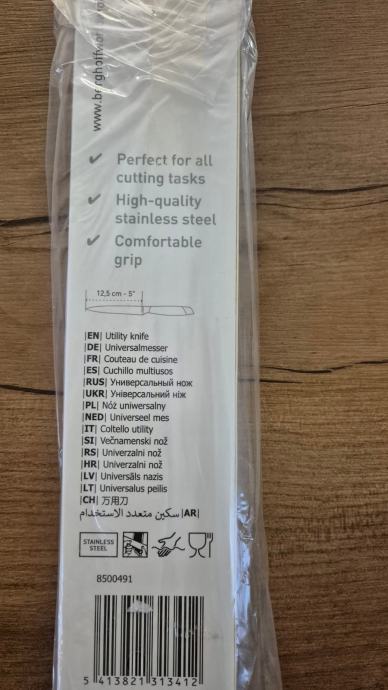 www.berghoffwor
✔ Perfect for all
cutting tasks
✔ High-quality
stainless steel
✔ Comfortable
grip
12,5 cm - 5"
|EN| Utility knife
|DE| Universalmesser
|FR| Couteau de cuisine
|ES| Cuchillo multiusos
|RUS| Универсальный нож
|UKR| Універсальний ніж
|PL| Nóż uniwersalny
|NED| Universeel mes
|IT| Coltello utility
|SI| Večnamenski nož
|RS| Univerzalni nož
|HR| Univerzalni nož
|LV| Universāls nazis
|LT| Universalus peilis
|CH| 万用刀
|AR| سكين متعدد الاستخدام
STAINLESS
STEEL
8500491
5 413821 313412